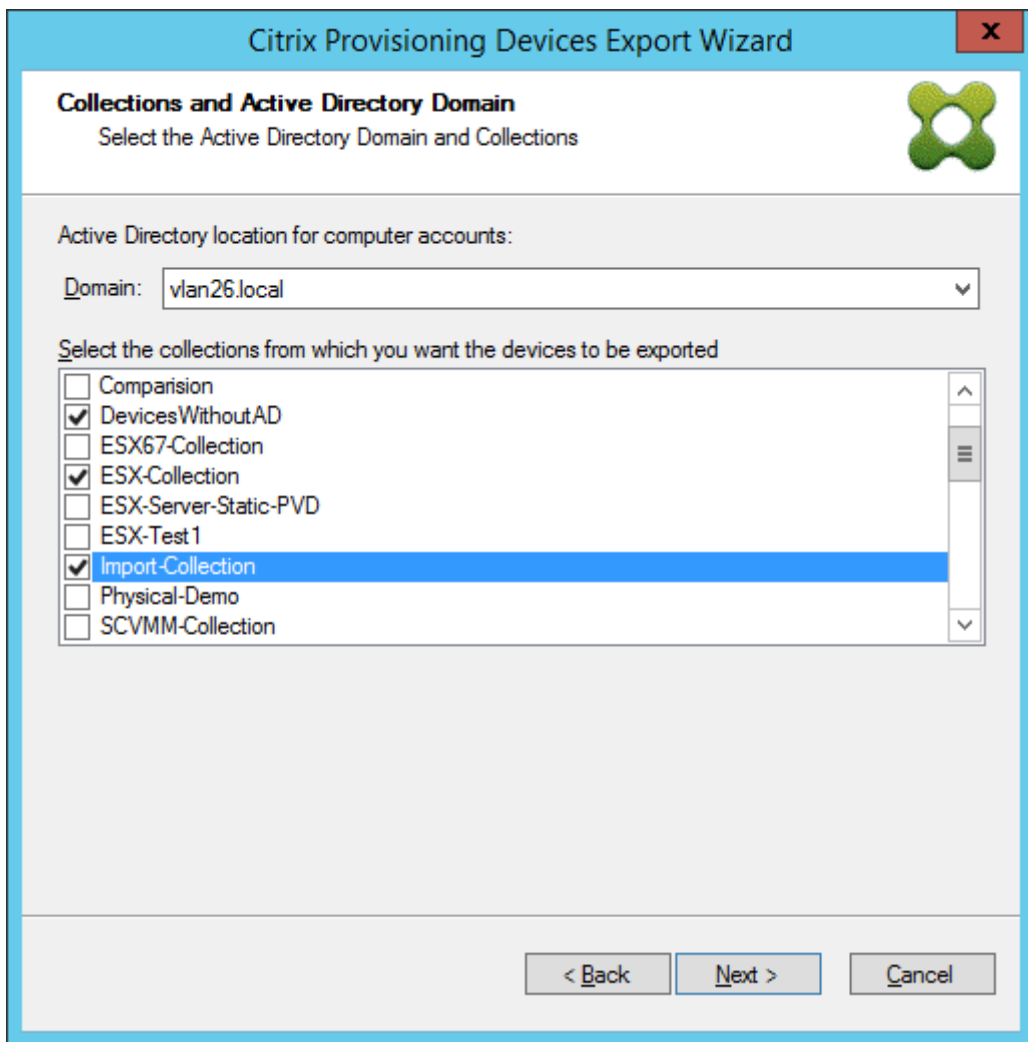 Citrix Provisioning Devices Export Wizard
x
Collections and Active Directory Domain
Select the Active Directory Domain and Collections
Active Directory location for computer accounts:
Domain: vlan26.local
Select the collections from which you want the devices to be exported
Comparision
DevicesWithoutAD
ESX67-Collection
ESX-Collection
ESX-Server-Static-PVD
ESX-Test1
Import-Collection
Physical-Demo
SCVMM-Collection
< Back Next > Cancel